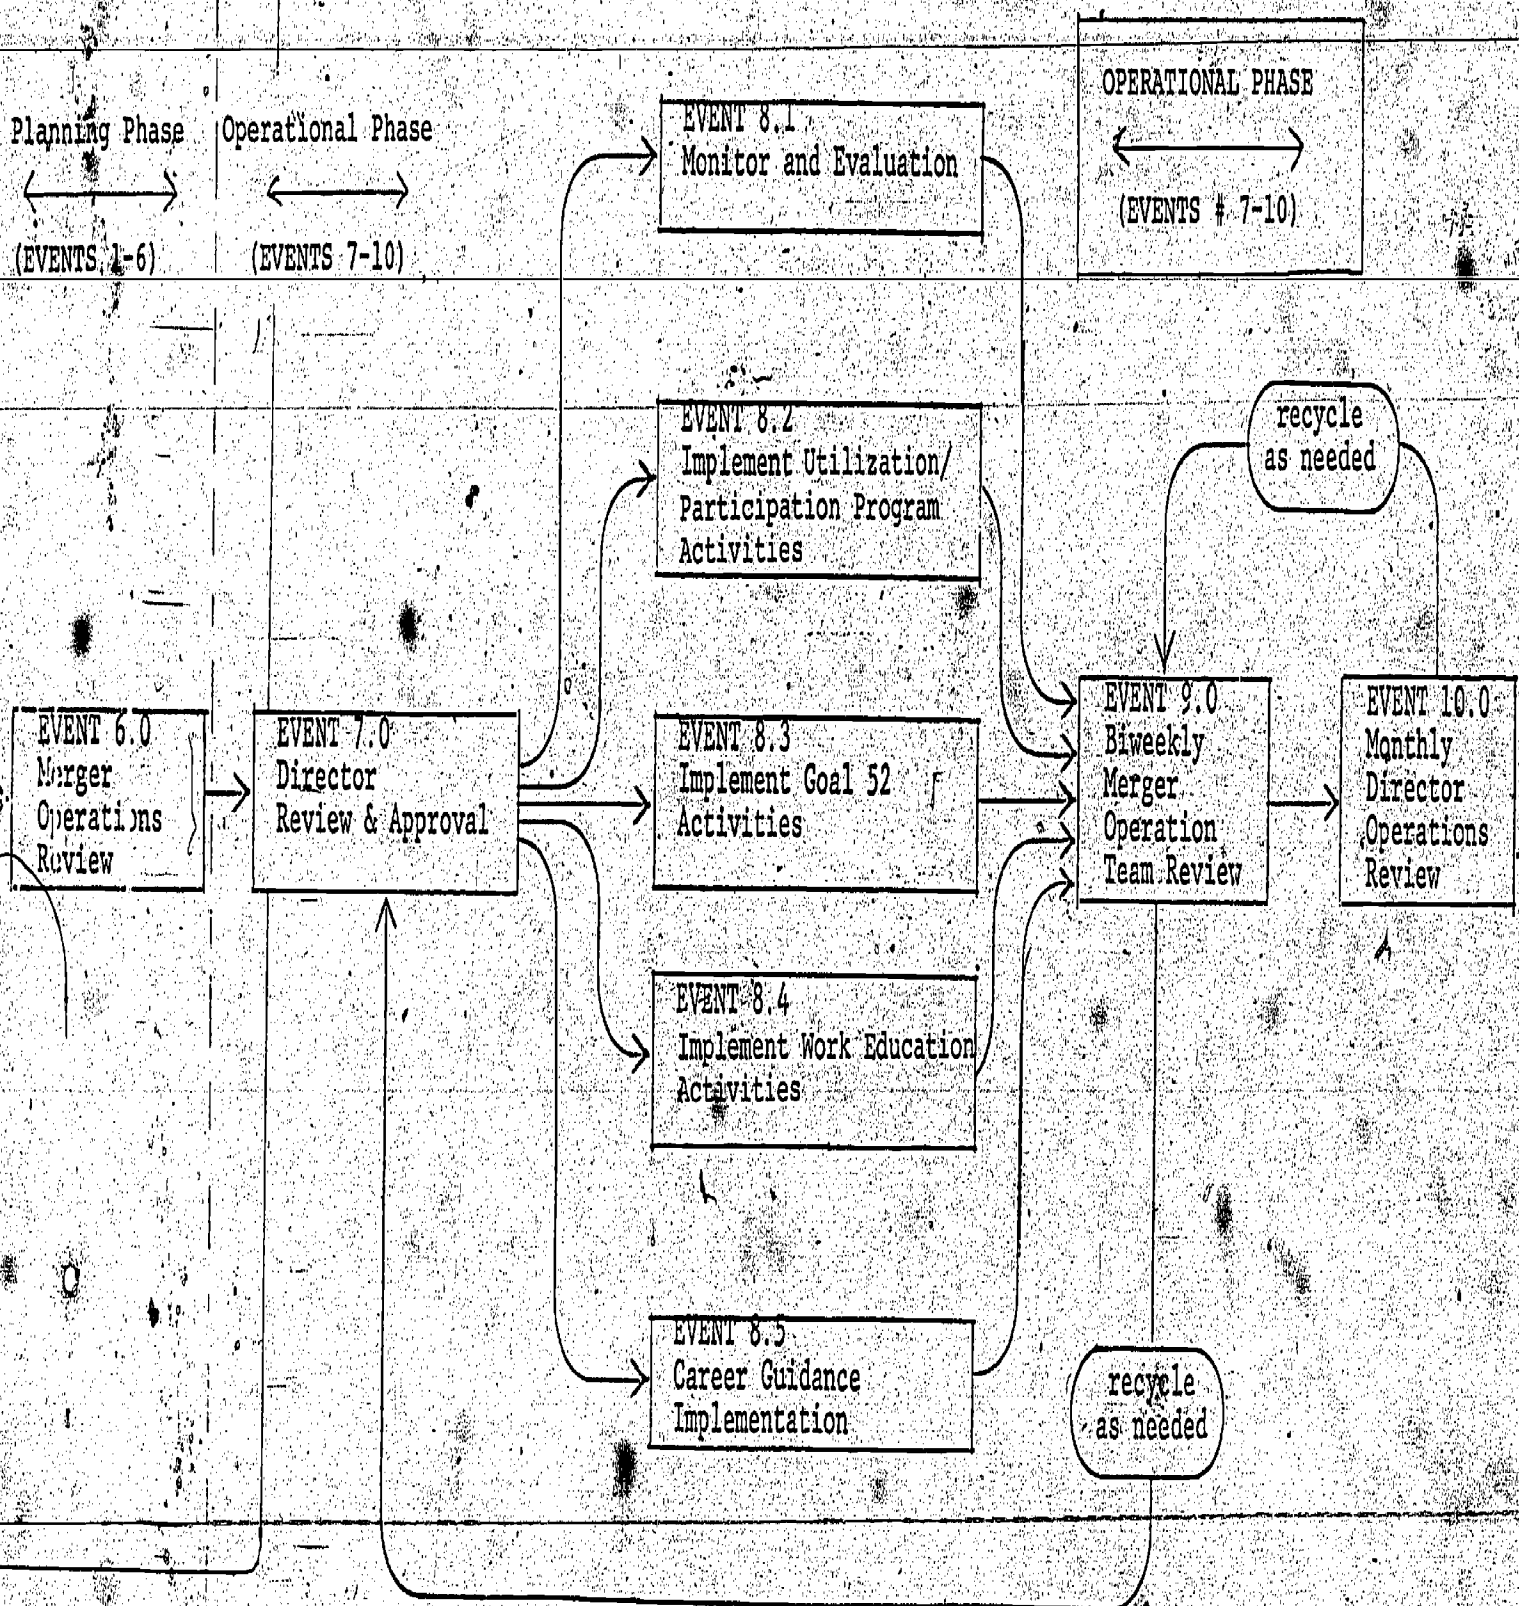 Planning Phase
(EVENTS 1-6)
Operational Phase
(EVENTS 7-10)
OPERATIONAL PHASE
(EVENTS # 7-10)
EVENT 6.0
Merger
Operations
Review
EVENT 7.0
Director
Review & Approval
EVENT 8.1
Monitor and Evaluation
EVENT 8.2
Implement Utilization/
Participation Program
Activities
EVENT 8.3
Implement Goal 52
Activities
EVENT 8.4
Implement Work Education
Activities
EVENT 8.5
Career Guidance
Implementation
recycle
as needed
EVENT 9.0
Biweekly
Merger
Operation
Team Review
EVENT 10.0
Monthly
Director
Operations
Review
recycle
as needed